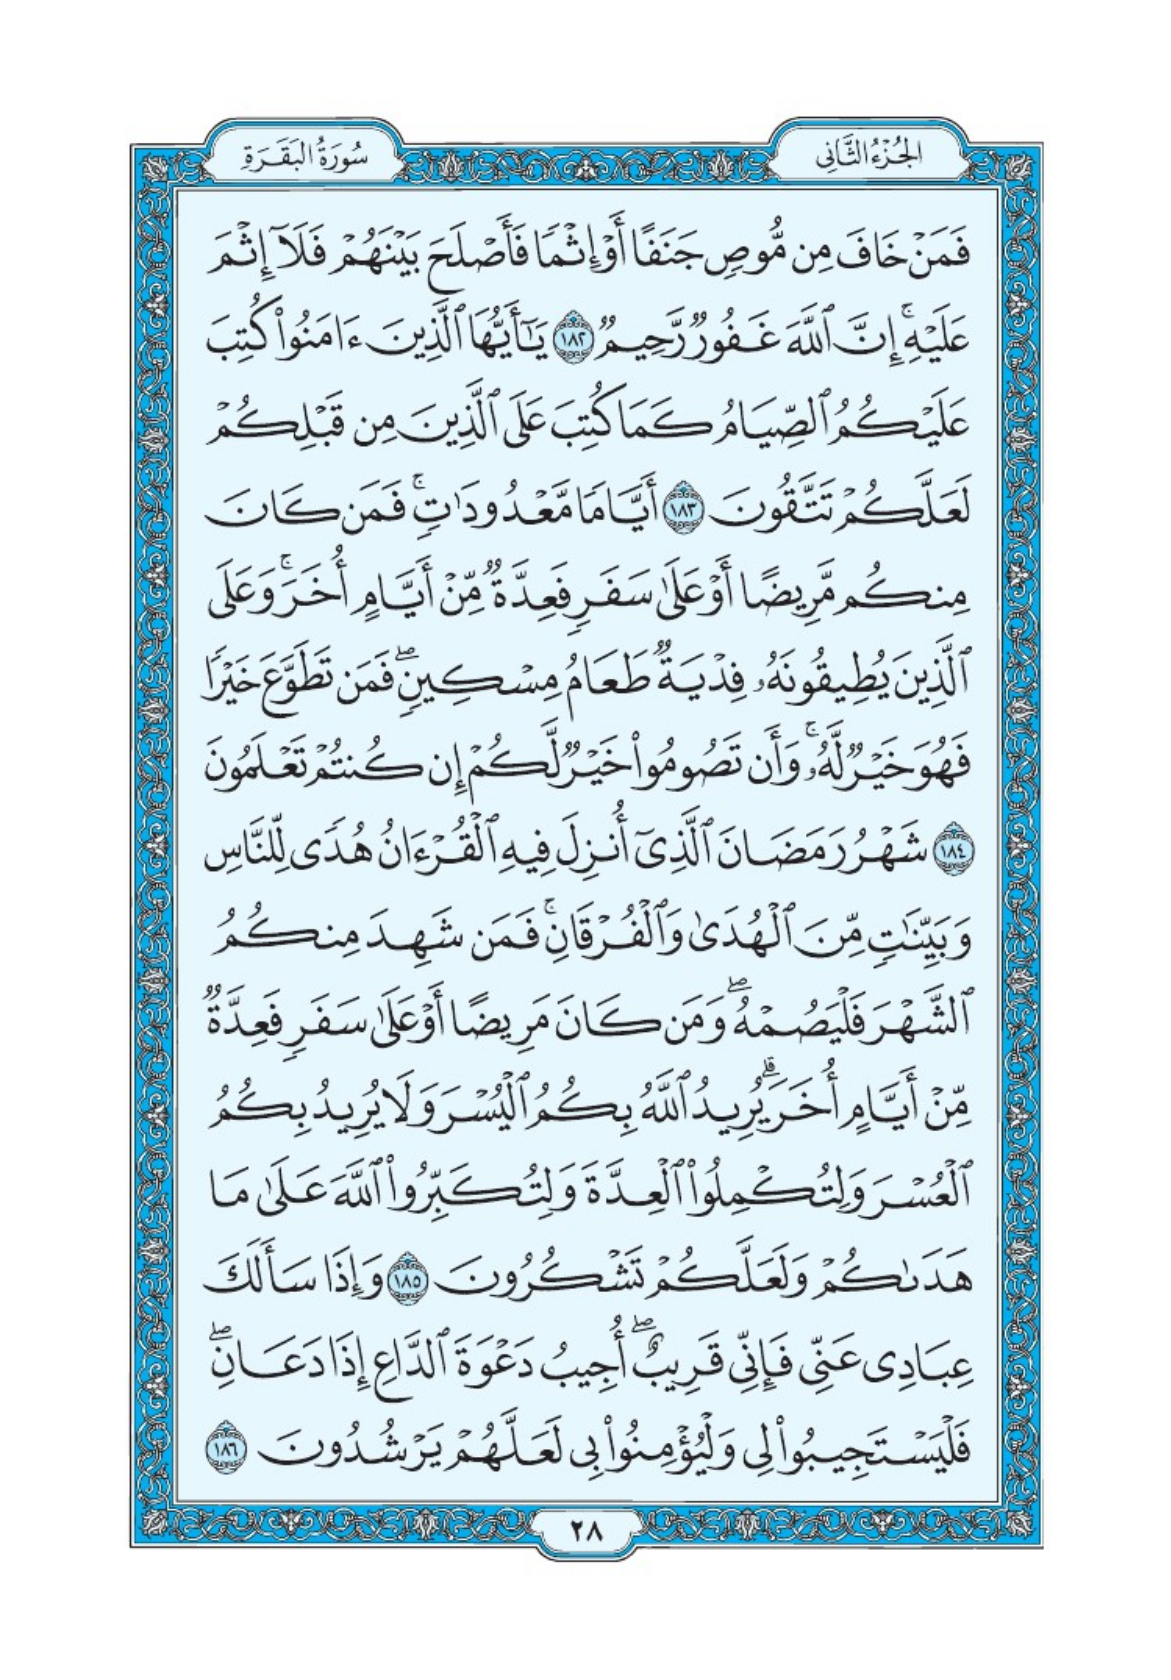 الجُزْءُ الثَّانِي
سُورَةُ البَقَرَةِ
فَمَنۡ خَافَ مِن مُّوصٖ جَنَفًا أَوۡ إِثۡمٗا فَأَصۡلَحَ بَيۡنَهُمۡ فَلَآ إِثۡمَ
عَلَيۡهِۚ إِنَّ ٱللَّهَ غَفُورٞ رَّحِيمٞ ١٨٢ يَٰٓأَيُّهَا ٱلَّذِينَ ءَامَنُواْ كُتِبَ
عَلَيۡكُمُ ٱلصِّيَامُ كَمَا كُتِبَ عَلَى ٱلَّذِينَ مِن قَبۡلِكُمۡ
لَعَلَّكُمۡ تَتَّقُونَ ١٨٣ أَيَّامٗا مَّعۡدُودَٰتٖۚ فَمَن كَانَ
مِنكُم مَّرِيضًا أَوۡ عَلَىٰ سَفَرٖ فَعِدَّةٞ مِّنۡ أَيَّامٍ أُخَرَۚ وَعَلَى
ٱلَّذِينَ يُطِيقُونَهُۥ فِدۡيَةٞ طَعَامُ مِسۡكِينٖۖ فَمَن تَطَوَّعَ خَيۡرٗا
فَهُوَ خَيۡرٞ لَّهُۥۚ وَأَن تَصُومُواْ خَيۡرٞ لَّكُمۡ إِن كُنتُمۡ تَعۡلَمُونَ
١٨٤ شَهۡرُ رَمَضَانَ ٱلَّذِيٓ أُنزِلَ فِيهِ ٱلۡقُرۡءَانُ هُدٗى لِّلنَّاسِ
وَبَيِّنَٰتٖ مِّنَ ٱلۡهُدَىٰ وَٱلۡفُرۡقَانِۚ فَمَن شَهِدَ مِنكُمُ
ٱلشَّهۡرَ فَلۡيَصُمۡهُۖ وَمَن كَانَ مَرِيضًا أَوۡ عَلَىٰ سَفَرٖ فَعِدَّةٞ
مِّنۡ أَيَّامٍ أُخَرَۗ يُرِيدُ ٱللَّهُ بِكُمُ ٱلۡيُسۡرَ وَلَا يُرِيدُ بِكُمُ
ٱلۡعُسۡرَ وَلِتُكۡمِلُواْ ٱلۡعِدَّةَ وَلِتُكَبِّرُواْ ٱللَّهَ عَلَىٰ مَا
هَدَىٰكُمۡ وَلَعَلَّكُمۡ تَشۡكُرُونَ ١٨٥ وَإِذَا سَأَلَكَ
عِبَادِي عَنِّي فَإِنِّي قَرِيبٌۖ أُجِيبُ دَعۡوَةَ ٱلدَّاعِ إِذَا دَعَانِۖ
فَلۡيَسۡتَجِيبُواْ لِي وَلۡيُؤۡمِنُواْ بِي لَعَلَّهُمۡ يَرۡشُدُونَ ١٨٦
٢٨